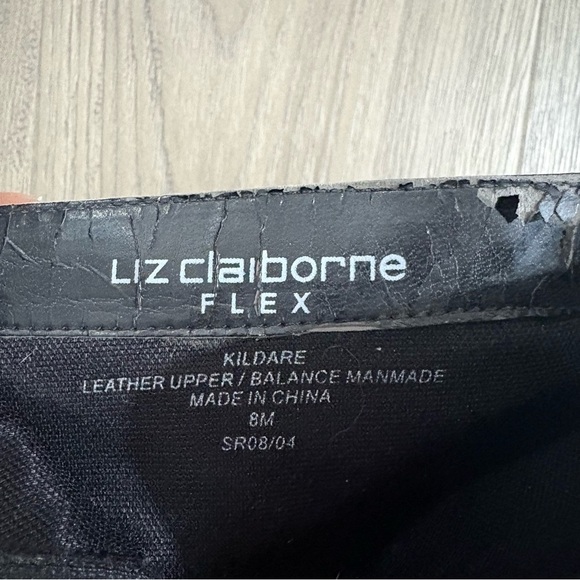 Liz claiborne
FLEX
KILDARE
LEATHER UPPER / BALANCE MANMADE
MADE IN CHINA
8M
SR08/04